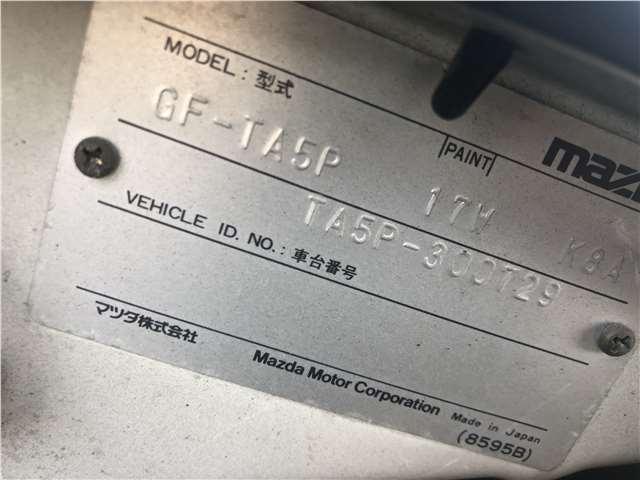 MODEL : 型式
PAINT
mazd
GF-TA5P
17W
K8A
VEHICLE ID. NO. : 車台番号
TA5P-300729
マツダ株式会社
Mazda Motor Corporation
Made in Japan
(8595B)